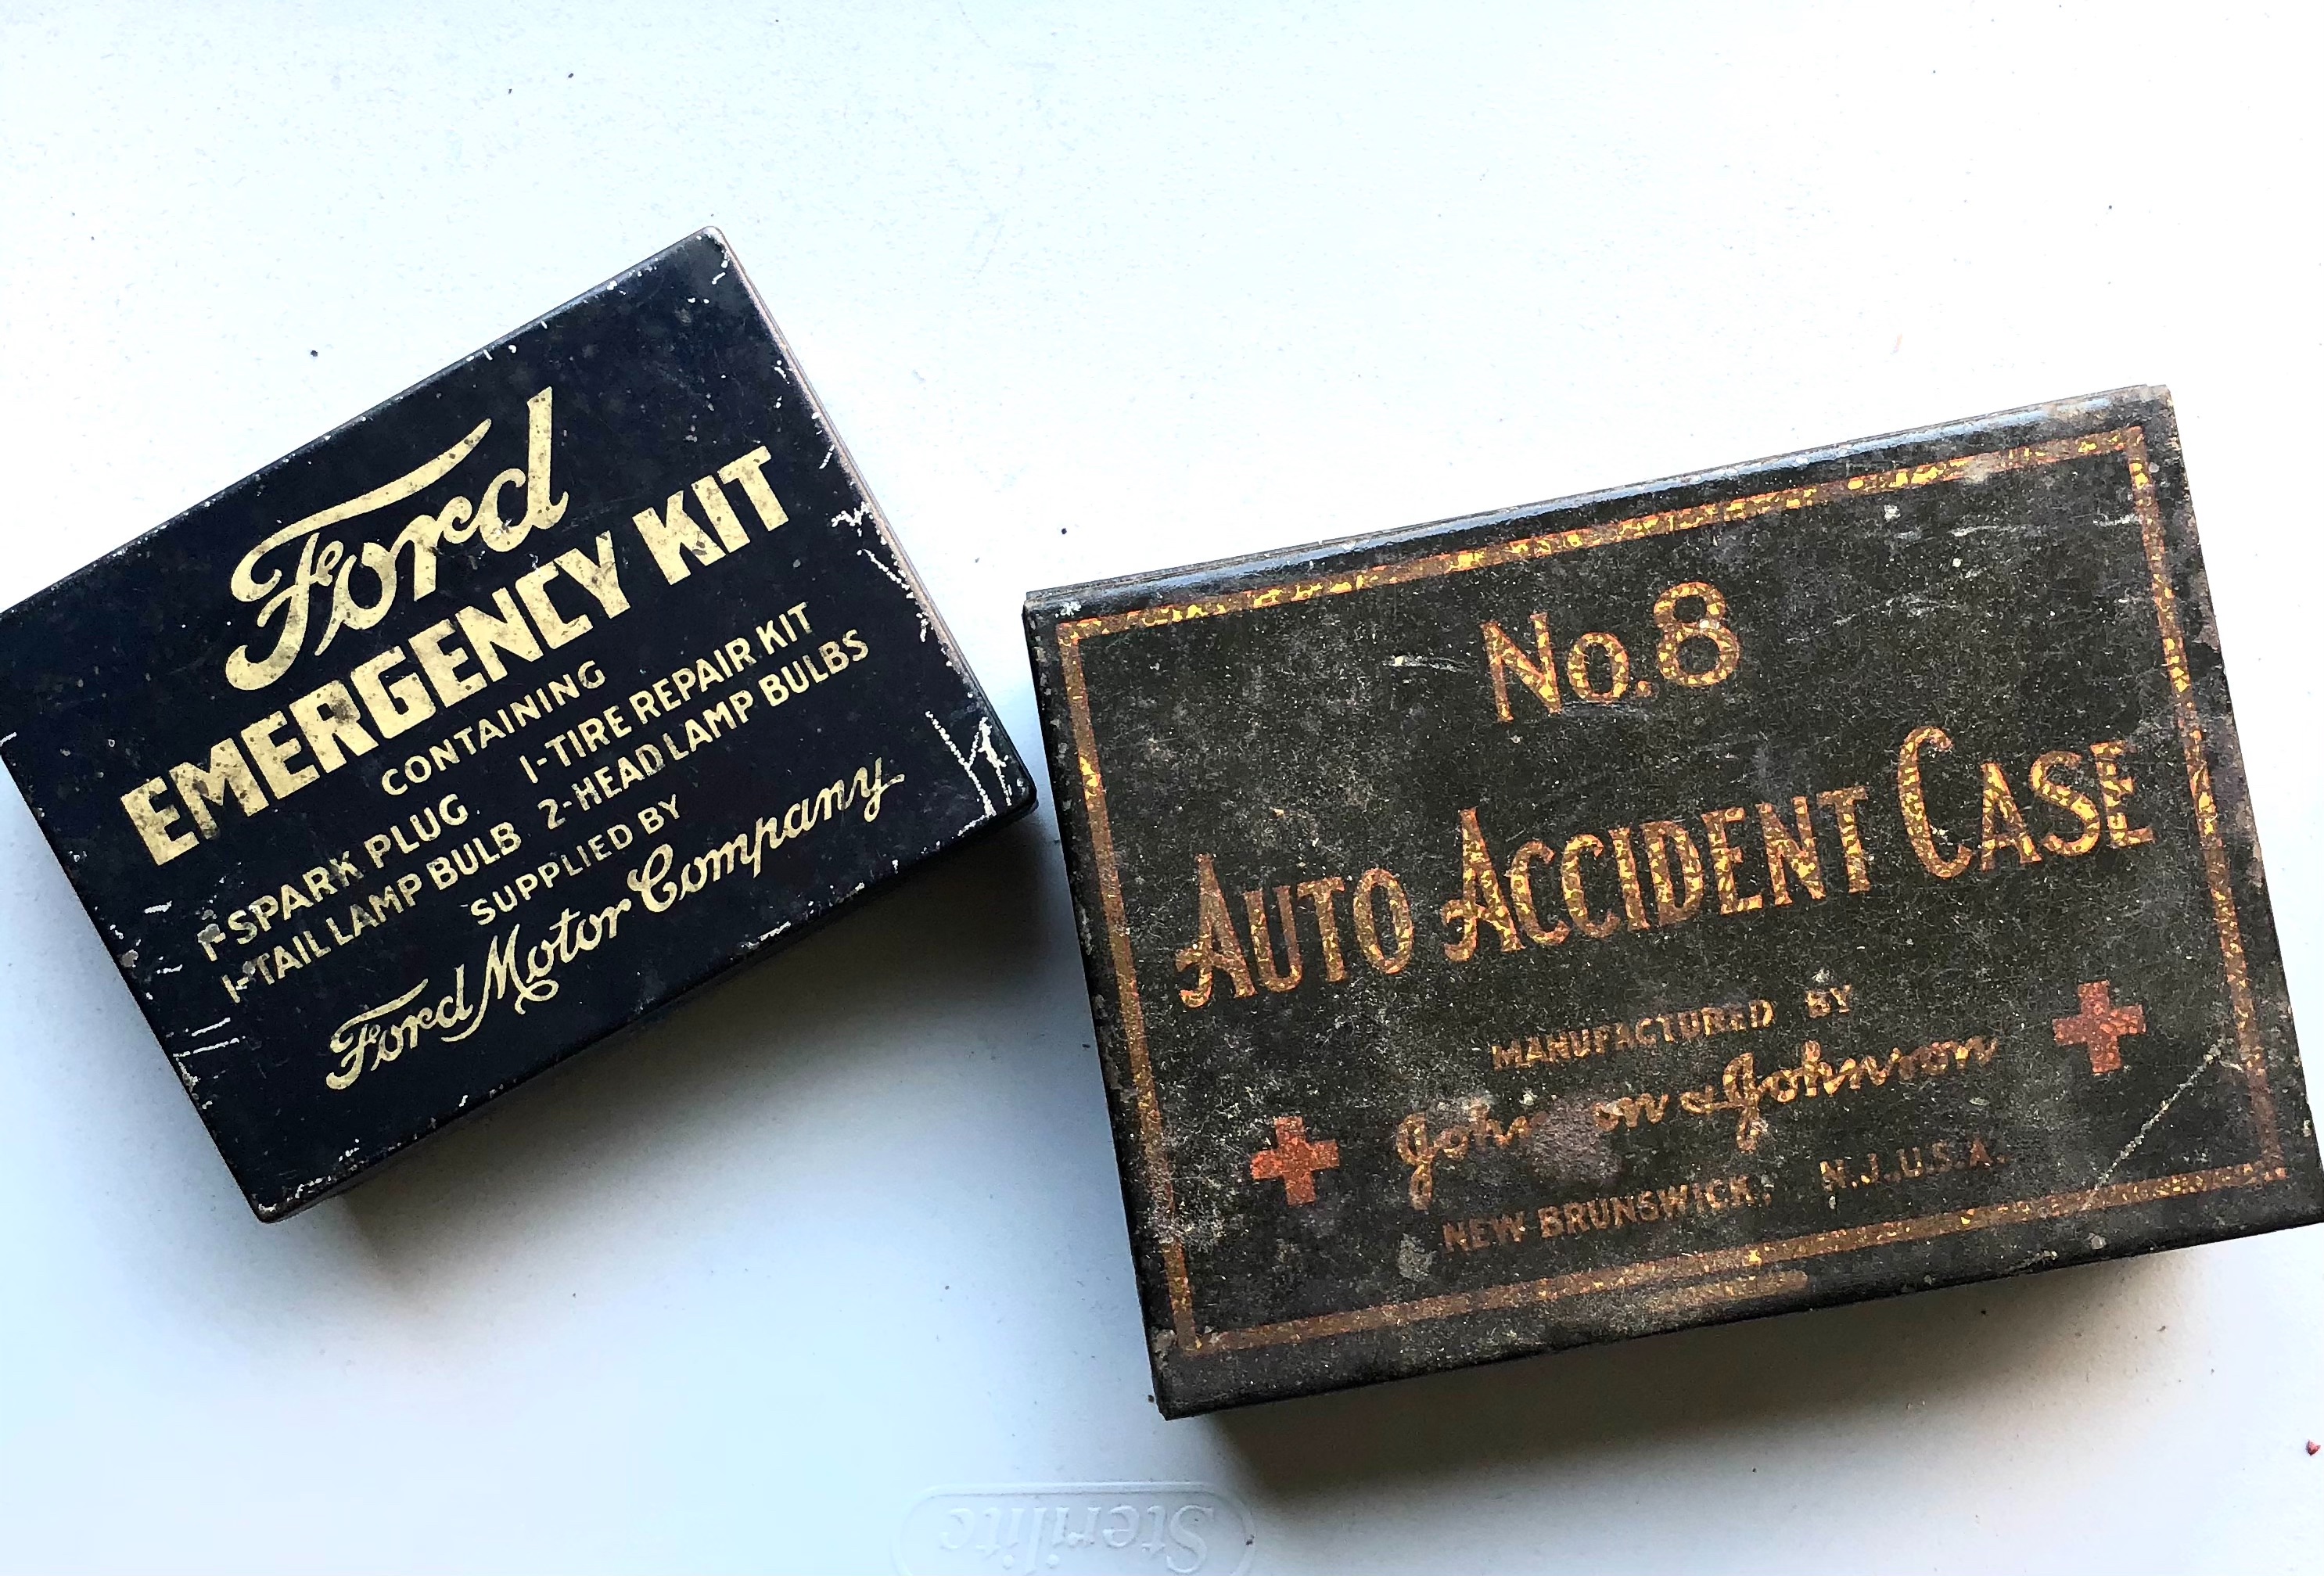 Ford
EMERGENCY KIT
CONTAINING
1-SPARK PLUG 1-TIRE REPAIR KIT
1-TAIL LAMP BULB 2-HEAD LAMP BULBS
SUPPLIED BY
Ford Motor Company
No. 8
AUTO ACCIDENT CASE
MANUFACTURED BY
Johnson & Johnson
NEW BRUNSWICK, N.J., U.S.A.
Sterilite